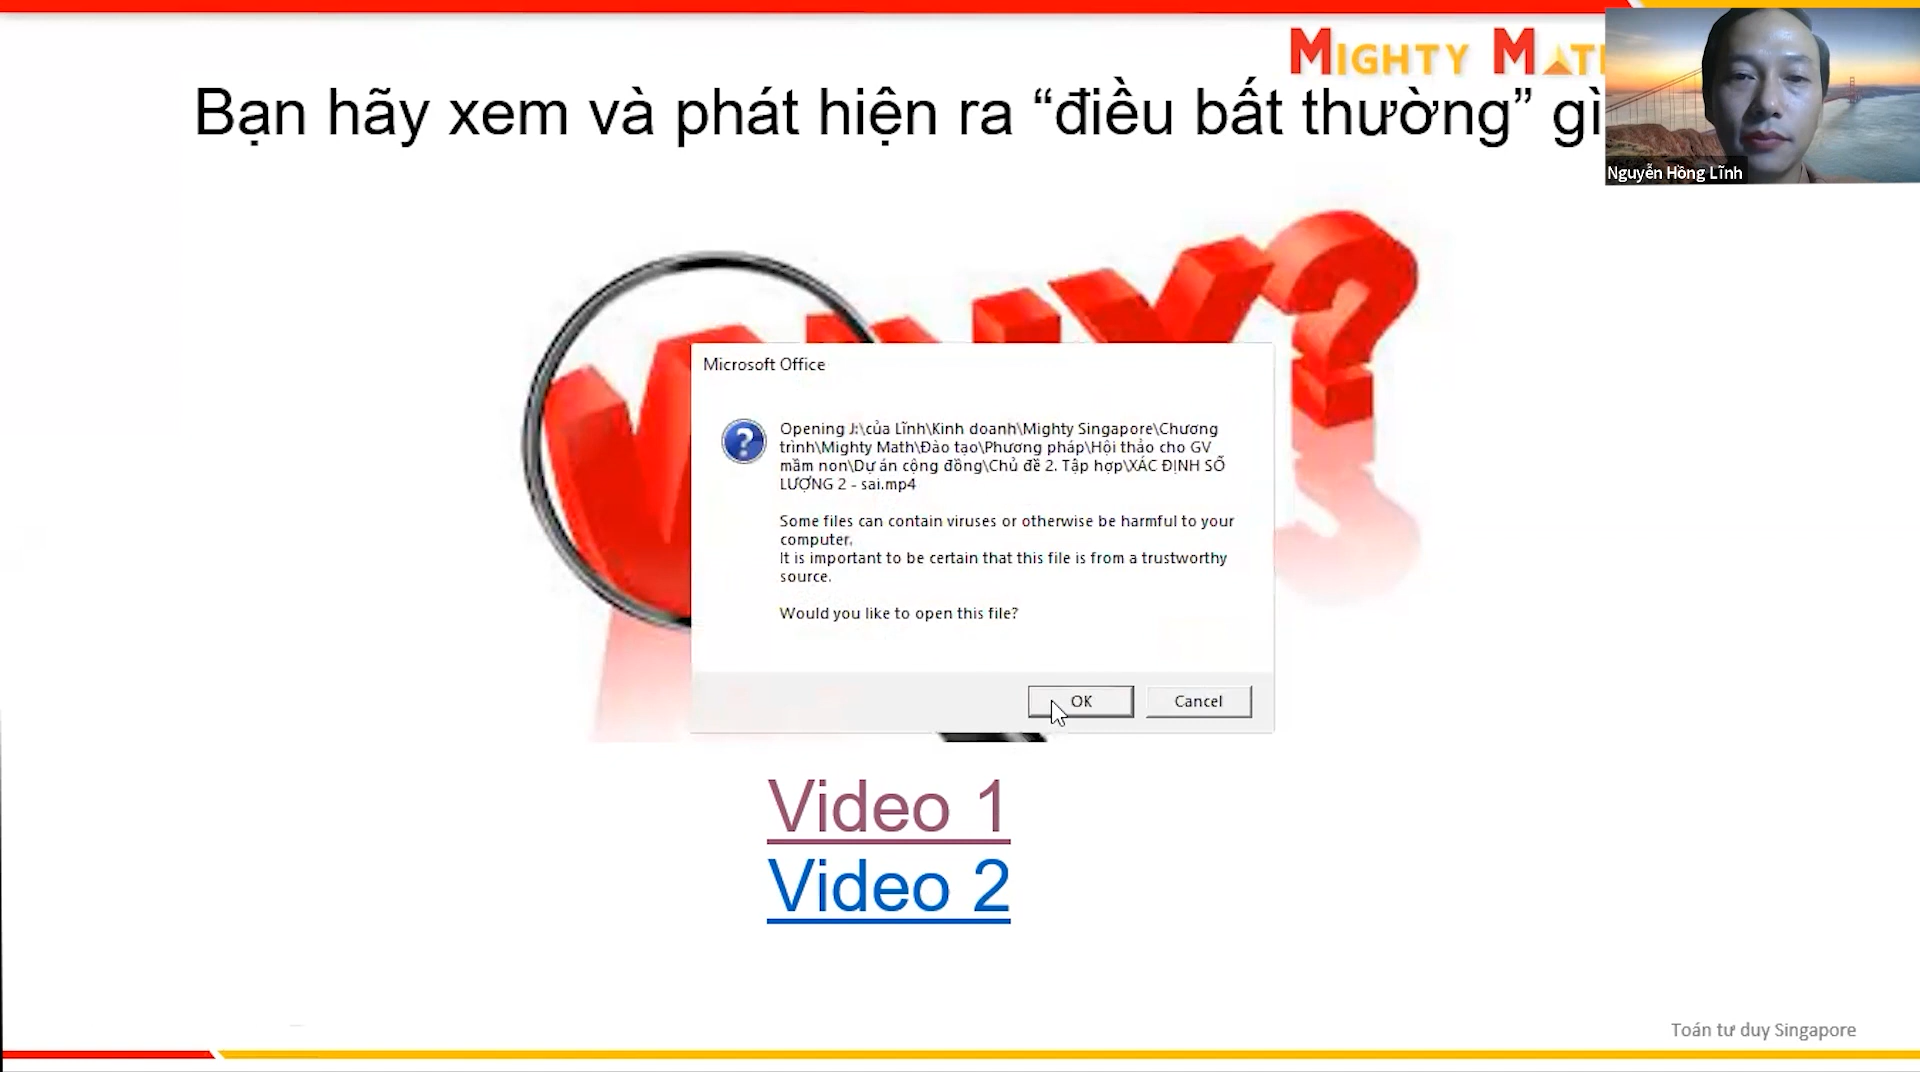 MIGHTY MAT
Bạn hãy xem và phát hiện ra “điều bất thường” gì
Nguyễn Hồng Lĩnh
?
Microsoft Office
Opening J:\của Lĩnh\Kinh doanh\Mighty Singapore\Chương
trình\Mighty Math\Đào tạo\Phương pháp\Hội thảo cho GV
mầm non\Dự án cộng đồng\Chủ đề 2. Tập hợp\XÁC ĐỊNH SỐ
LƯỢNG 2 - sai.mp4
Some files can contain viruses or otherwise be harmful to your
computer.
It is important to be certain that this file is from a trustworthy
source.
Would you like to open this file?
OK
Cancel
Video 1
Video 2
Toán tư duy Singapore